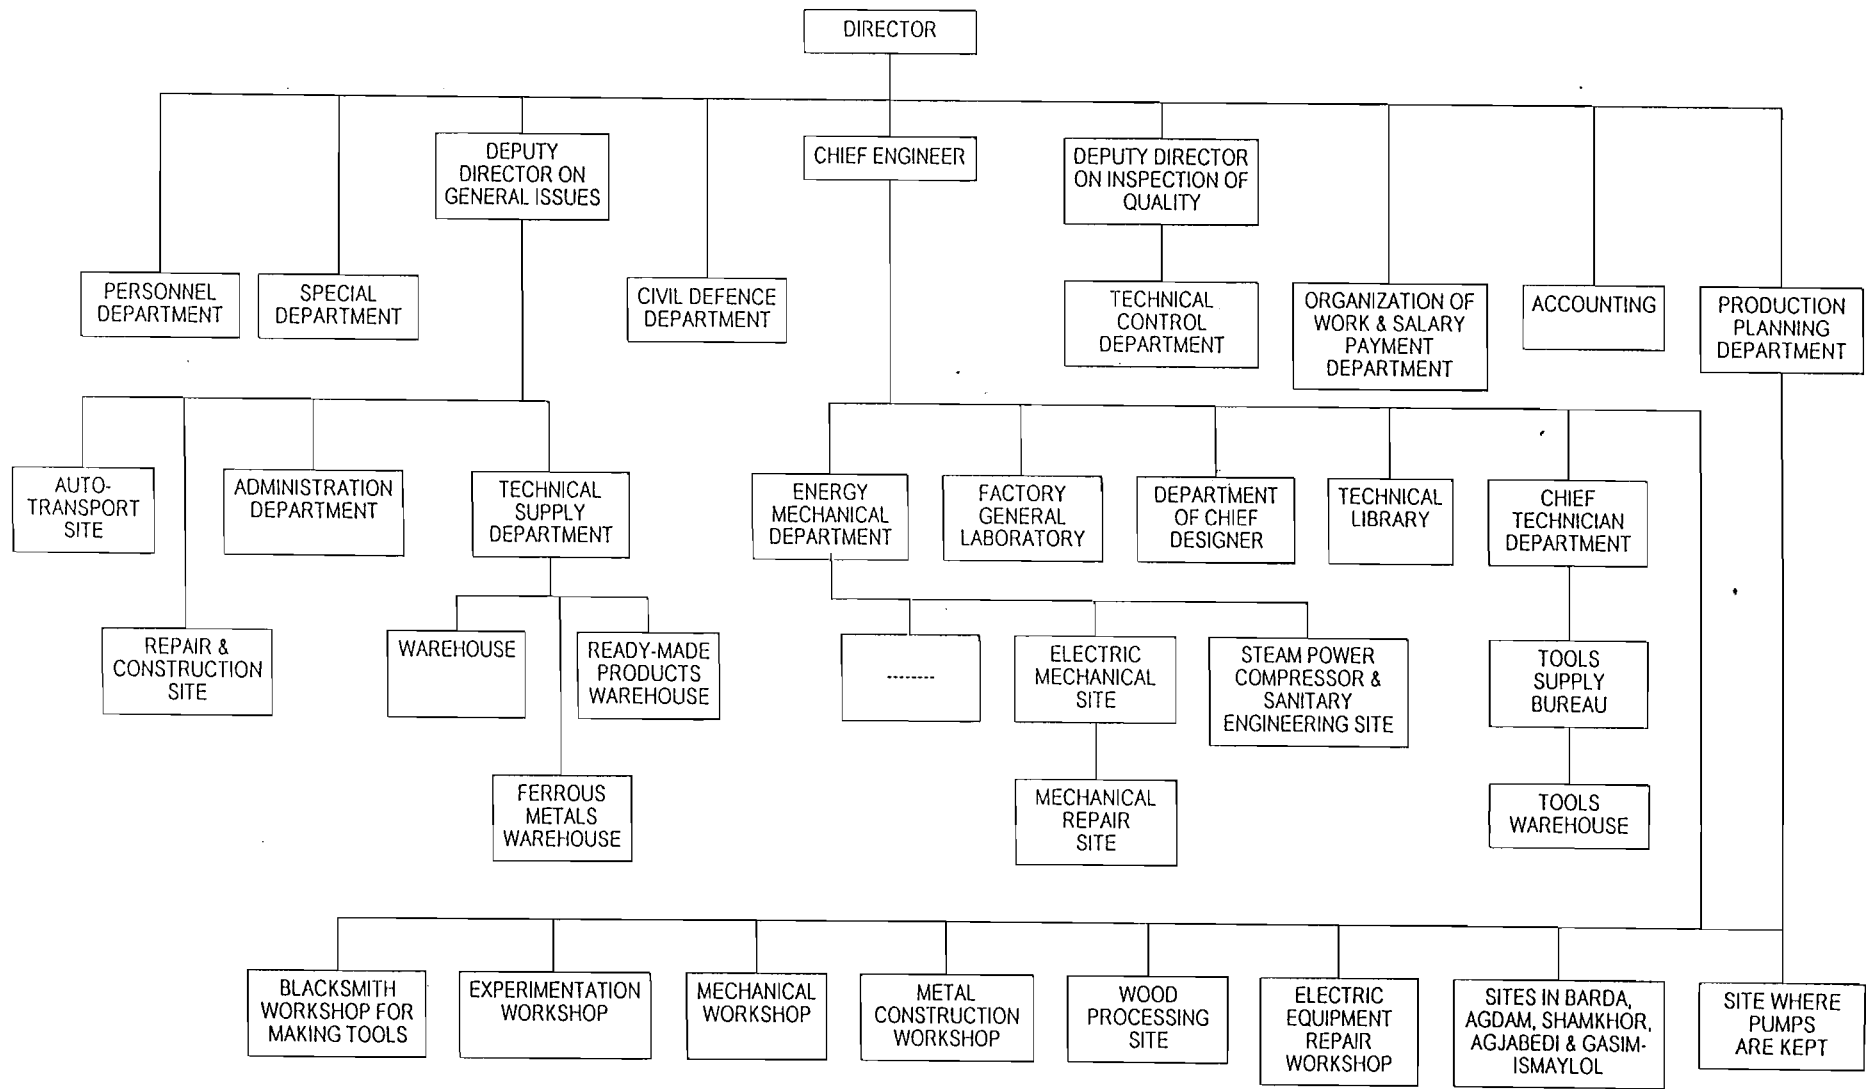 DIRECTOR
DEPUTY
DIRECTOR ON
GENERAL ISSUES
CHIEF ENGINEER
DEPUTY DIRECTOR
ON INSPECTION OF
QUALITY
PERSONNEL
DEPARTMENT
SPECIAL
DEPARTMENT
CIVIL DEFENCE
DEPARTMENT
TECHNICAL
CONTROL
DEPARTMENT
ORGANIZATION OF
WORK & SALARY
PAYMENT
DEPARTMENT
ACCOUNTING
PRODUCTION
PLANNING
DEPARTMENT
AUTO-
TRANSPORT
SITE
ADMINISTRATION
DEPARTMENT
TECHNICAL
SUPPLY
DEPARTMENT
ENERGY
MECHANICAL
DEPARTMENT
FACTORY
GENERAL
LABORATORY
DEPARTMENT
OF CHIEF
DESIGNER
TECHNICAL
LIBRARY
CHIEF
TECHNICIAN
DEPARTMENT
REPAIR &
CONSTRUCTION
SITE
WAREHOUSE
READY-MADE
PRODUCTS
WAREHOUSE
--------
ELECTRIC
MECHANICAL
SITE
STEAM POWER
COMPRESSOR &
SANITARY
ENGINEERING SITE
TOOLS
SUPPLY
BUREAU
FERROUS
METALS
WAREHOUSE
MECHANICAL
REPAIR
SITE
TOOLS
WAREHOUSE
BLACKSMITH
WORKSHOP FOR
MAKING TOOLS
EXPERIMENTATION
WORKSHOP
MECHANICAL
WORKSHOP
METAL
CONSTRUCTION
WORKSHOP
WOOD
PROCESSING
SITE
ELECTRIC
EQUIPMENT
REPAIR
WORKSHOP
SITES IN BARDA,
AGDAM, SHAMKHOR,
AGJABEDI & GASIM-
ISMAYLOL
SITE WHERE
PUMPS
ARE KEPT